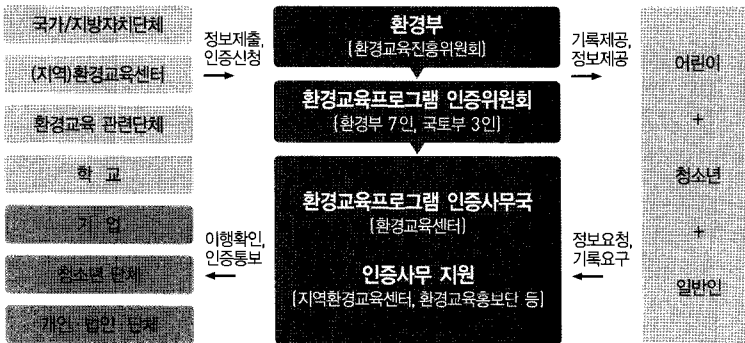 국가/지방자치단체
(지역)환경교육센터
환경교육 관련단체
학 교
기 업
청소년 단체
개인·법인 단체
정보제출,
인증신청
이행확인,
인증통보
환경부
(환경교육진흥위원회)
환경교육프로그램 인증위원회
(환경부 7인, 국토부 3인)
환경교육프로그램 인증사무국
(환경교육센터)
인증사무 지원
(지역환경교육센터, 환경교육홍보단 등)
기록제공,
정보제공
정보요청,
기록요구
어린이
+
청소년
+
일반인